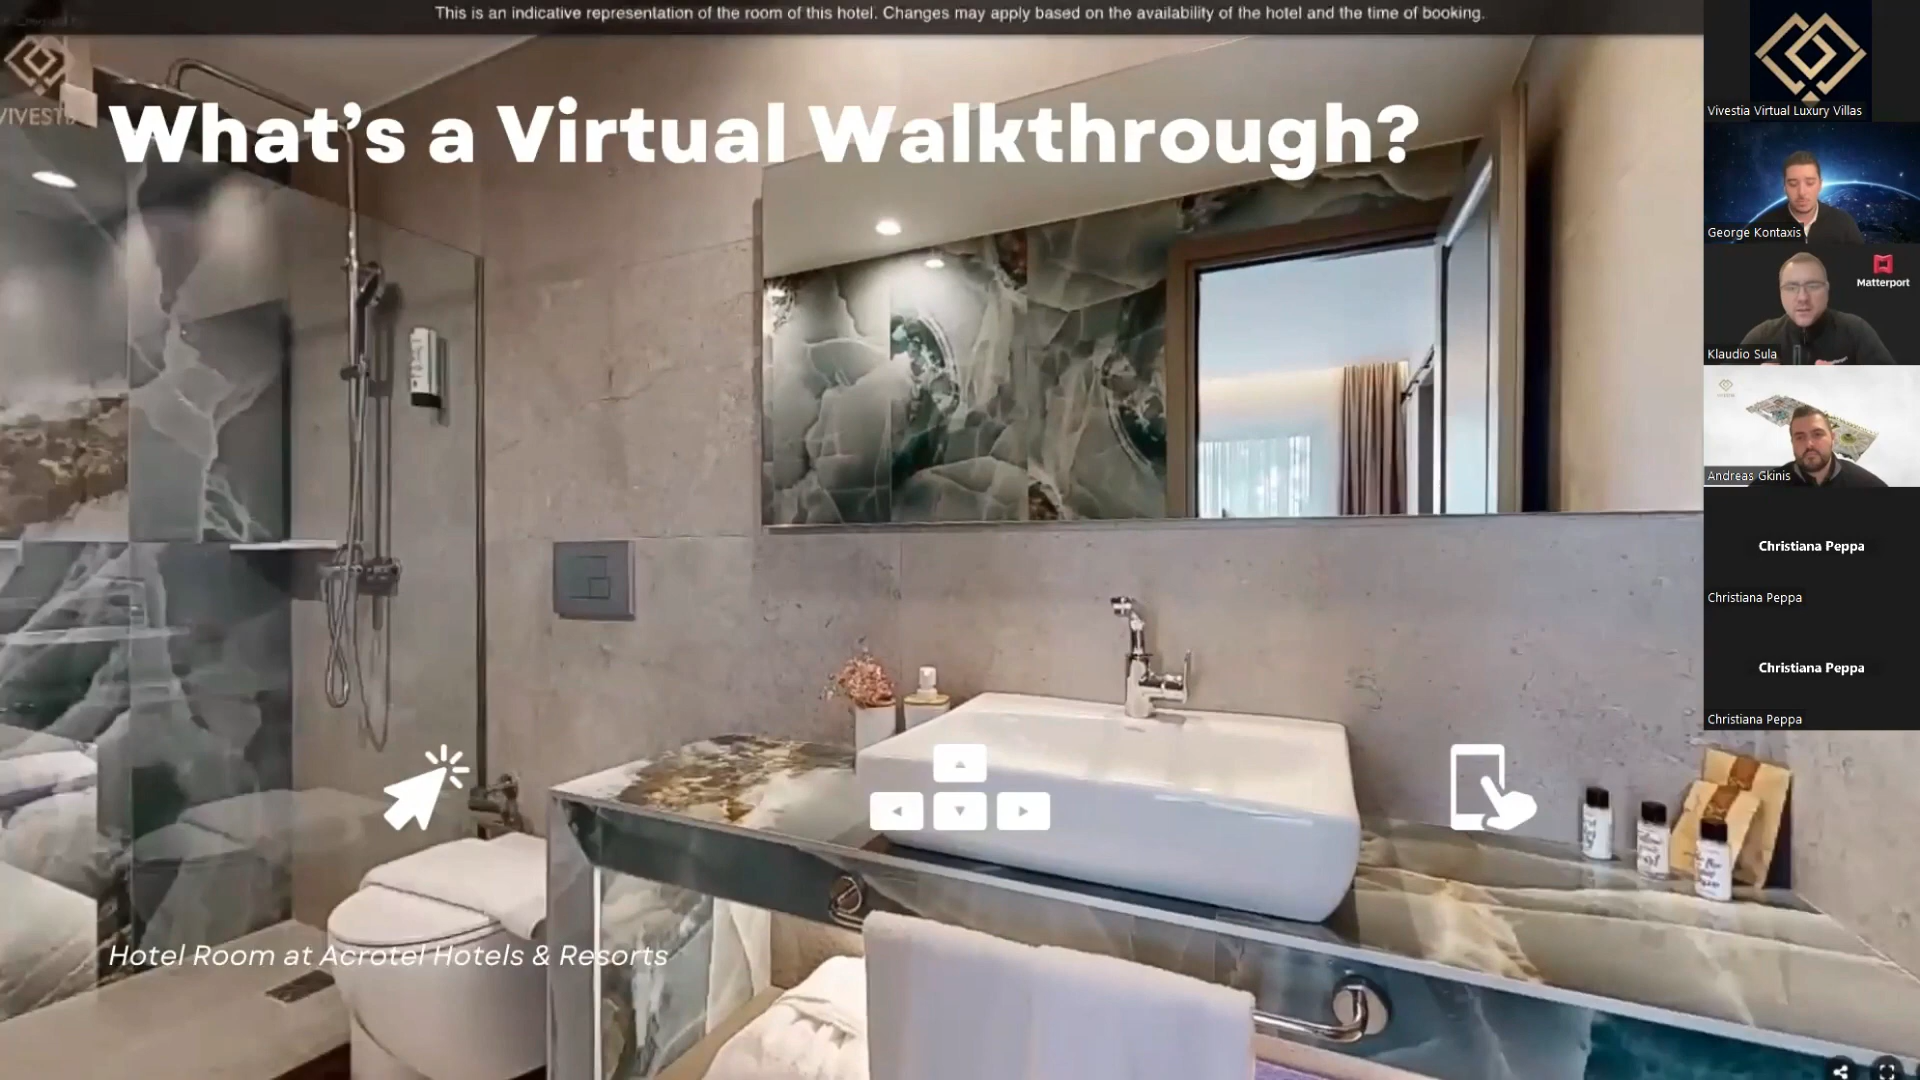 This is an indicative representation of the room of this hotel. Changes may apply based on the availability of the hotel and the time of booking.
What's a Virtual Walkthrough?
Hotel Room at Acrotel Hotels & Resorts
Vivestia Virtual Luxury Villas
George Kontaxis
Matterport
Klaudio Sula
Andreas Gkinis
Christiana Peppa
Christiana Peppa
Christiana Peppa
Christiana Peppa